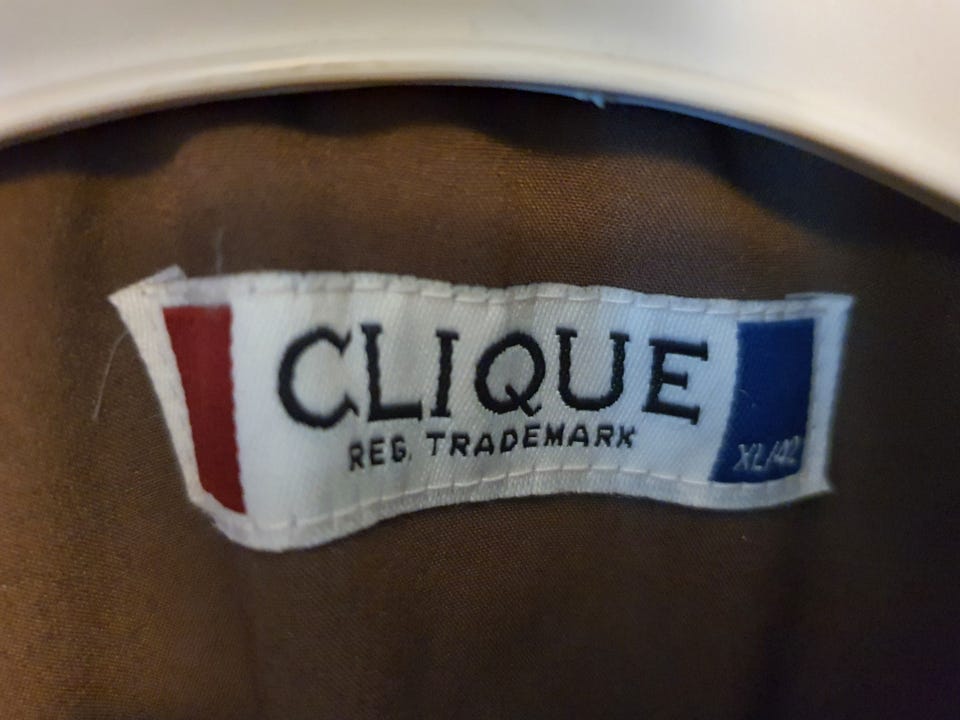 CLIQUE
REG. TRADEMARK
XL/42